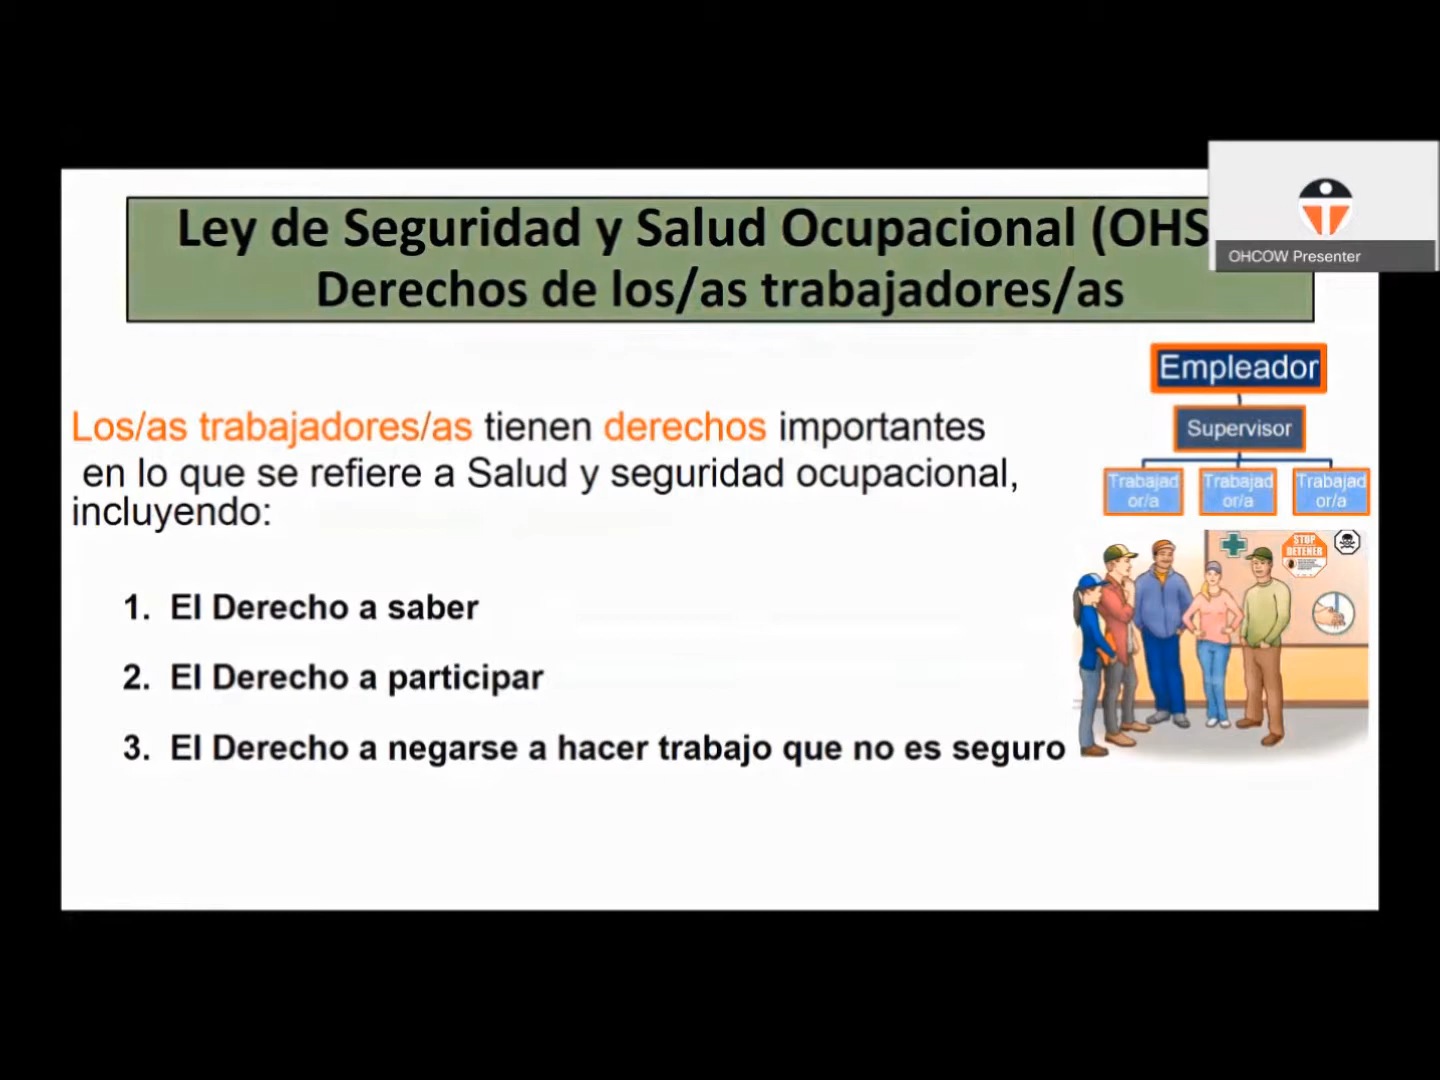 Ley de Seguridad y Salud Ocupacional (OHS
Derechos de los/as trabajadores/as
OHCOW Presenter
Empleador
Supervisor
Trabajad
or/a
Trabajad
or/a
Trabajad
or/a
Los/as trabajadores/as tienen derechos importantes
en lo que se refiere a Salud y seguridad ocupacional,
incluyendo:
STOP
DETENER
1. El Derecho a saber
2. El Derecho a participar
3. El Derecho a negarse a hacer trabajo que no es seguro